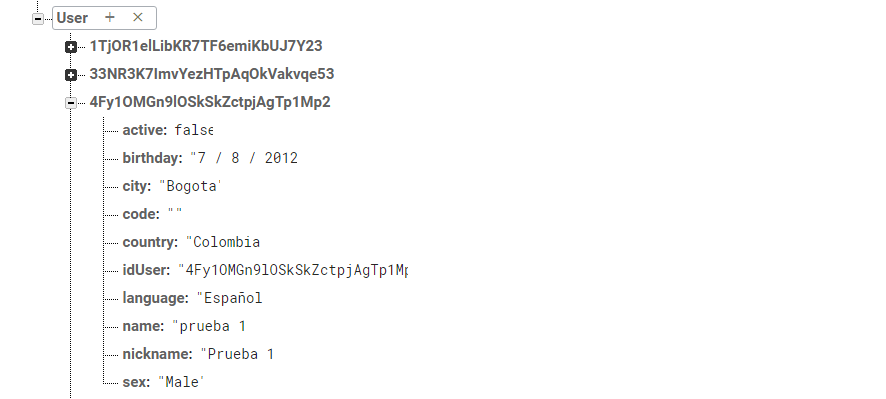 User + ×
1TjOR1elLibKR7TF6emiKbUJ7Y23
33NR3K7ImvYezHTpAqOkVakvqe53
4Fy1OMGn9lOSkSkZctpjAgTp1Mp2
active: false
birthday: "7 / 8 / 2012
city: "Bogota'
code: ""
country: "Colombia
idUser: "4Fy1OMGn9lOSkSkZctpjAgTp1Mp
language: "Español
name: "prueba 1
nickname: "Prueba 1
sex: "Male'